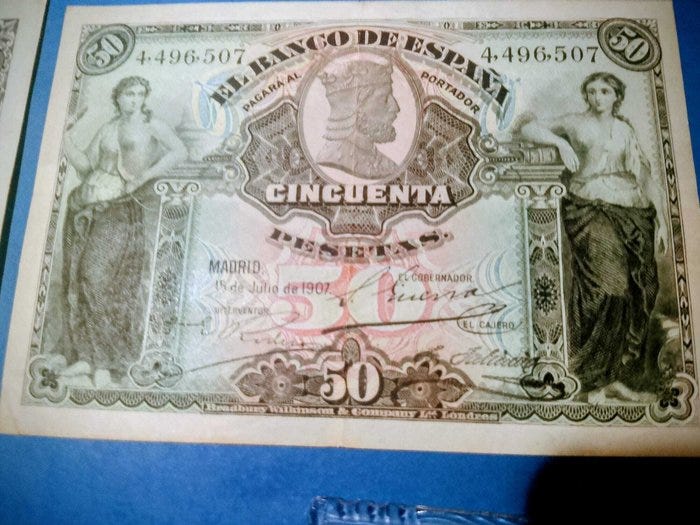 50 50
4,496,507 4,496,507
EL BANCO DE ESPAÑA
PAGARÁ AL PORTADOR
CINCUENTA
PESETAS.
MADRID.
15 de Julio de 1907.
EL GOBERNADOR
50
INTERVENTOR
EL CAJERO
50
Bradbury Wilkinson & Company Ld. Londres